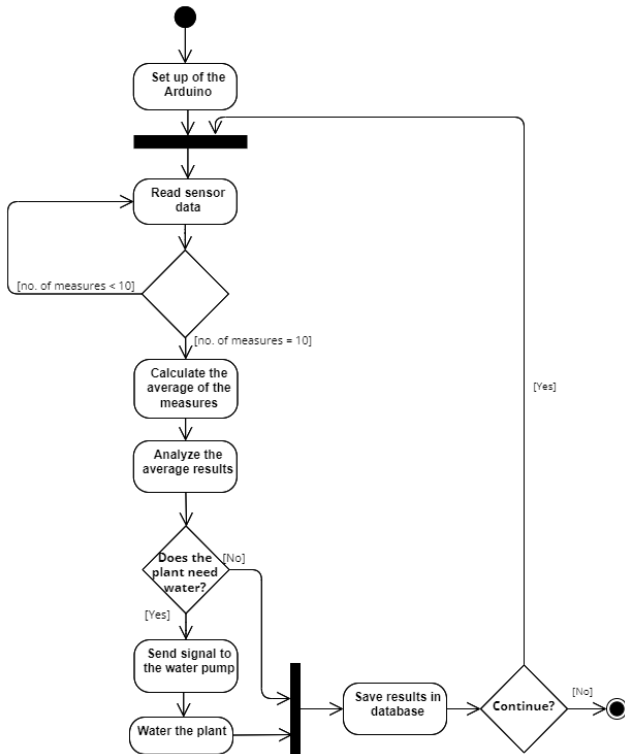 Set up of the
Arduino
Read sensor
data
[no. of measures < 10]
[no. of measures = 10]
Calculate the
average of the
measures
[Yes]
Analyze the
average results
Does the
plant need
water?
[No]
[Yes]
Send signal to
the water pump
Water the plant
Save results in
database
Continue?
[No]